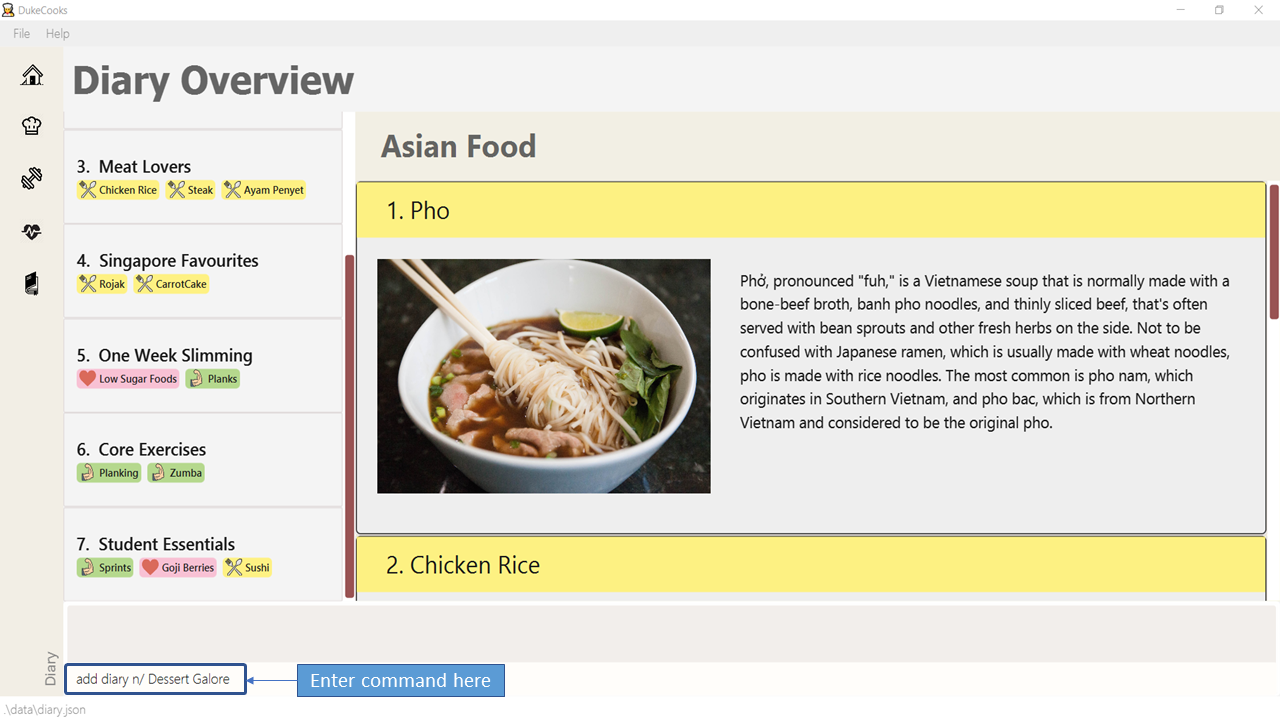 DukeCooks
File Help
Diary Overview
3. Meat Lovers
Chicken Rice Steak Ayam Penyet
4. Singapore Favourites
Rojak CarrotCake
5. One Week Slimming
Low Sugar Foods Planks
6. Core Exercises
Planking Zumba
7. Student Essentials
Sprints Goji Berries Sushi
Asian Food
1. Pho
Phở, pronounced "fuh," is a Vietnamese soup that is normally made with a
bone-beef broth, banh pho noodles, and thinly sliced beef, that's often
served with bean sprouts and other fresh herbs on the side. Not to be
confused with Japanese ramen, which is usually made with wheat noodles,
pho is made with rice noodles. The most common is pho nam, which
originates in Southern Vietnam, and pho bac, which is from Northern
Vietnam and considered to be the original pho.
2. Chicken Rice
Diary
add diary n/ Dessert Galore
Enter command here
.\data\diary.json